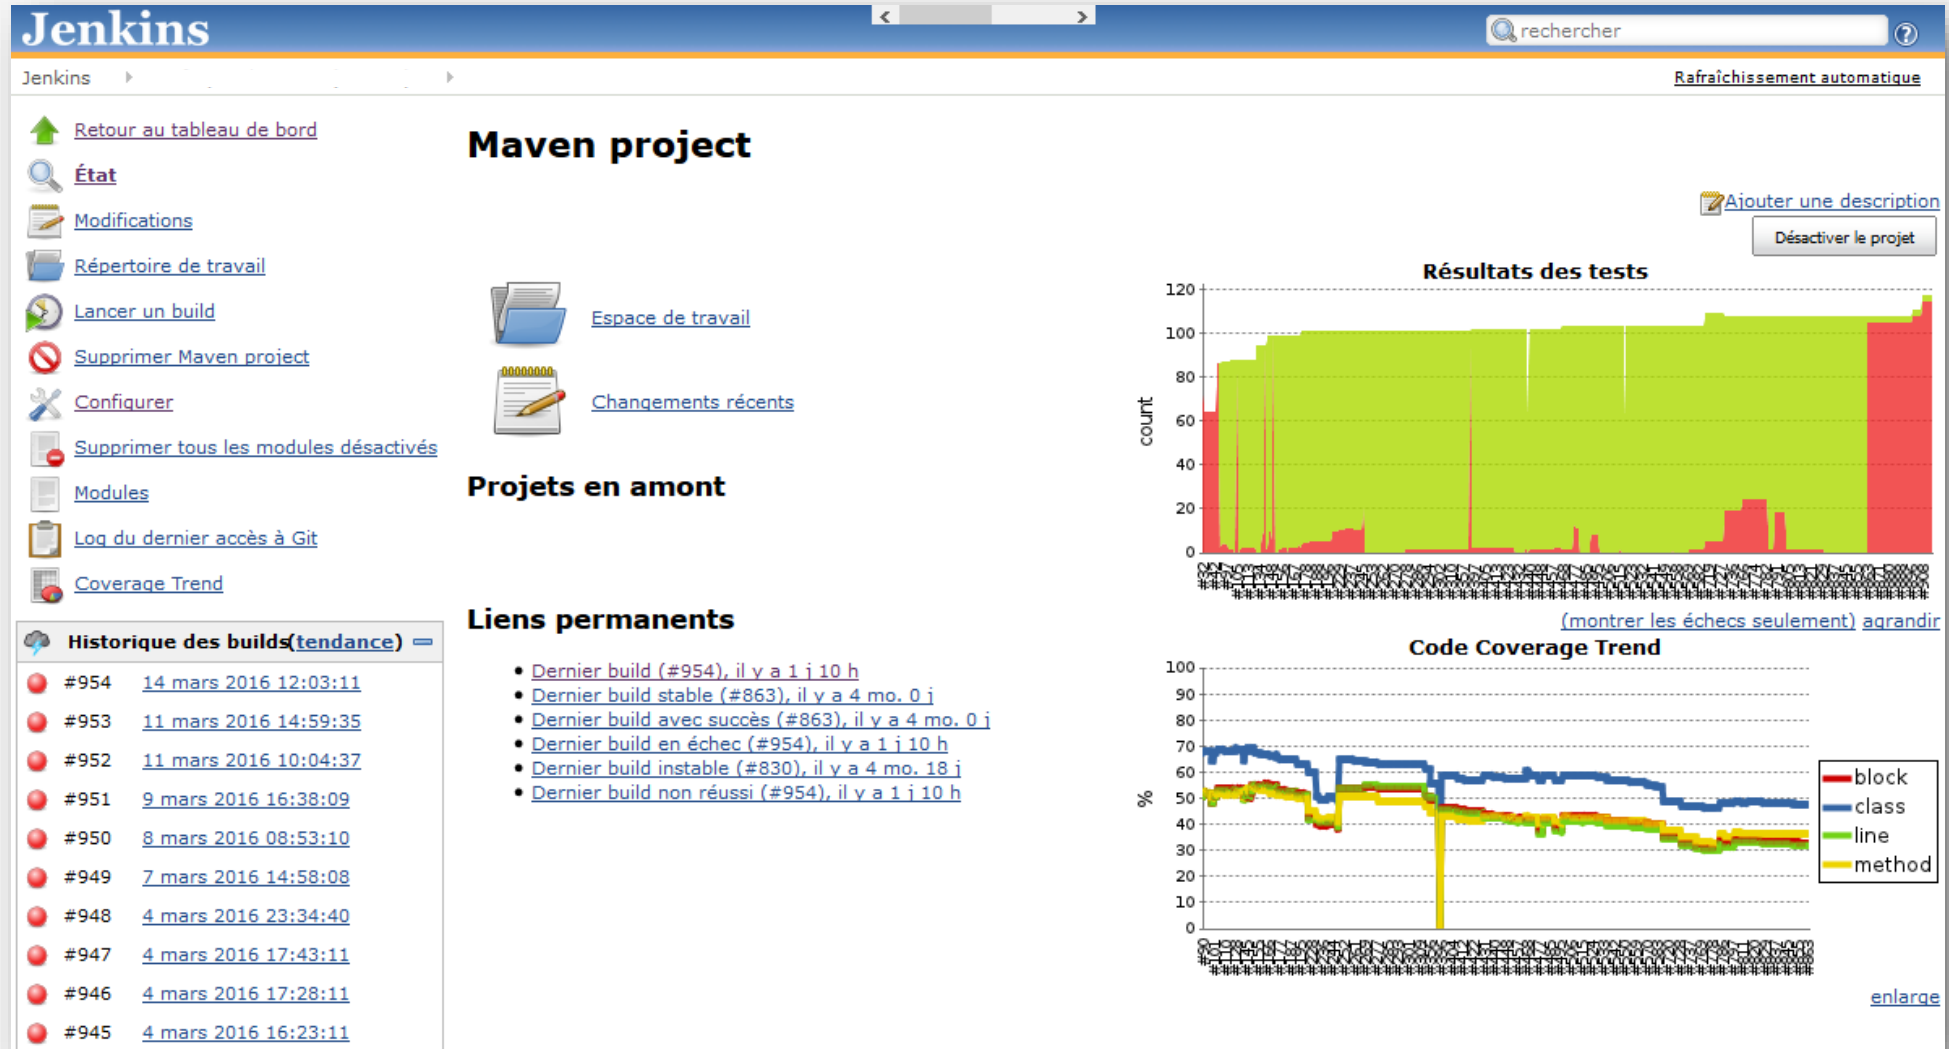 Jenkins
rechercher
Jenkins
Rafraîchissement automatique
Retour au tableau de bord
État
Modifications
Répertoire de travail
Lancer un build
Supprimer Maven project
Configurer
Supprimer tous les modules désactivés
Modules
Log du dernier accès à Git
Coverage Trend
Historique des builds(tendance)
#954 14 mars 2016 12:03:11
#953 11 mars 2016 14:59:35
#952 11 mars 2016 10:04:37
#951 9 mars 2016 16:38:09
#950 8 mars 2016 08:53:10
#949 7 mars 2016 14:58:08
#948 4 mars 2016 23:34:40
#947 4 mars 2016 17:43:11
#946 4 mars 2016 17:28:11
#945 4 mars 2016 16:23:11
Maven project
Espace de travail
Changements récents
Projets en amont
Liens permanents
Dernier build (#954), il y a 1 j 10 h
Dernier build stable (#863), il y a 4 mo. 0 j
Dernier build avec succès (#863), il y a 4 mo. 0 j
Dernier build en échec (#954), il y a 1 j 10 h
Dernier build instable (#830), il y a 4 mo. 18 j
Dernier build non réussi (#954), il y a 1 j 10 h
Ajouter une description
Désactiver le projet
Résultats des tests
120
100
80
60
40
20
0
count
(montrer les échecs seulement) agrandir
Code Coverage Trend
100
90
80
70
60
50
40
30
20
10
0
%
block
class
line
method
enlarge